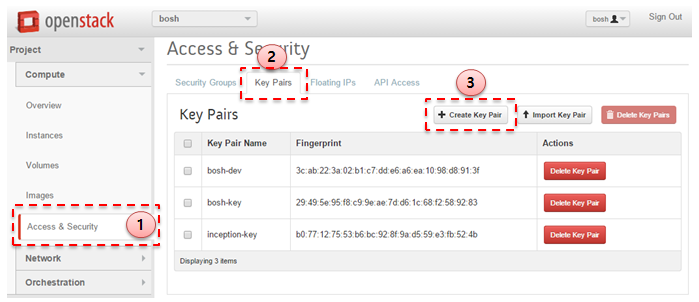 openstack
bosh
bosh
Sign Out
Project
Compute
Overview
Instances
Volumes
Images
Access & Security
1
Network
Orchestration
Access & Security
2
3
Security Groups Key Pairs Floating IPs API Access
Key Pairs
+ Create Key Pair
Import Key Pair
Delete Key Pairs
Key Pair Name Fingerprint Actions
bosh-dev 3c:ab:22:3a:02:b1:c7:dd:e6:a6:ea:10:98:d8:91:3f Delete Key Pair
bosh-key 29:49:5e:95:f8:c9:9e:ae:7d:d6:1c:68:f2:58:92:83 Delete Key Pair
inception-key b0:77:12:75:53:b6:bc:92:8f:9a:d5:59:e3:fb:52:4b Delete Key Pair
Displaying 3 items